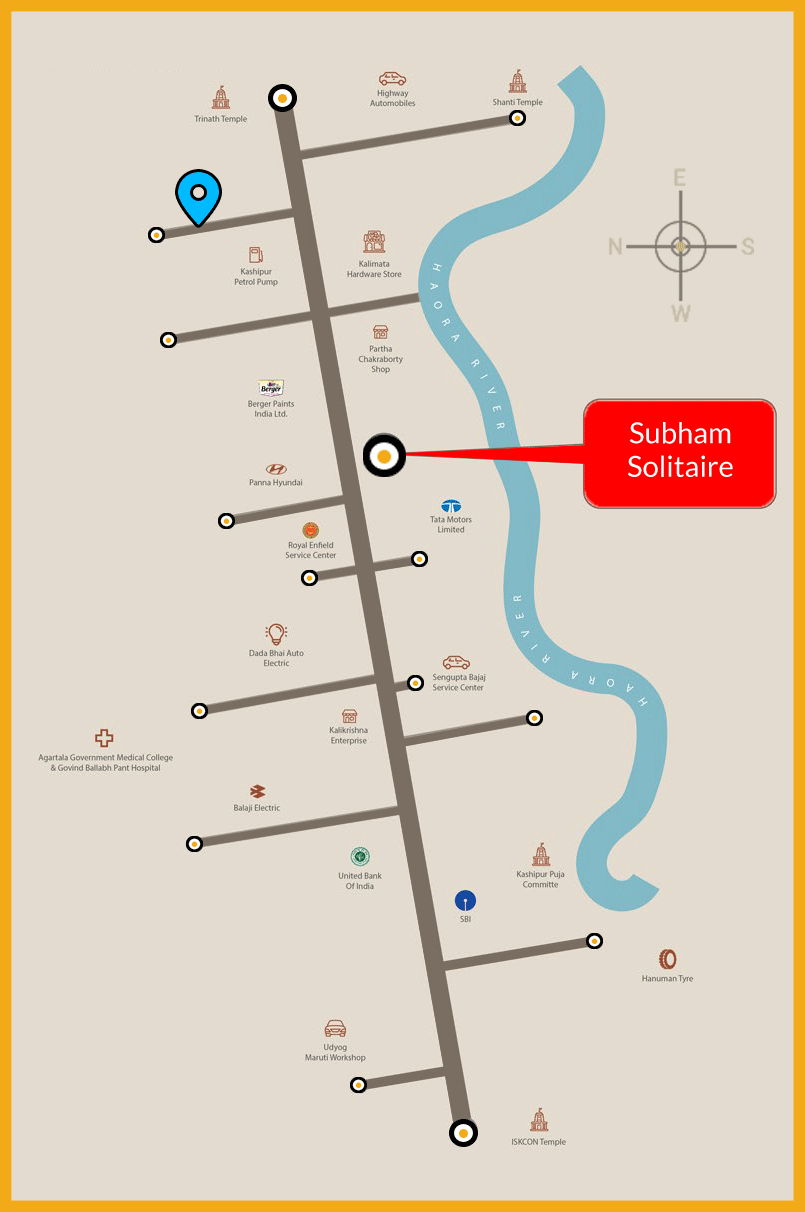 Trinath Temple
Highway
Automobiles
Shanti Temple
E
N
S
W
Kashipur
Petrol Pump
Kalimata
Hardware Store
HAORA RIVER
Partha
Chakraborty
Shop
Berger
Berger Paints
India Ltd.
Subham
Solitaire
Panna Hyundai
Tata Motors
Limited
Royal Enfield
Service Center
HAORA RIVER
Dada Bhai Auto
Electric
Sengupta Bajaj
Service Center
Kalikrishna
Enterprise
Agartala Government Medical College
& Govind Ballabh Pant Hospital
Balaji Electric
United Bank
Of India
Kashipur Puja
Committe
SBI
Hanuman Tyre
Udyog
Maruti Workshop
ISKCON Temple